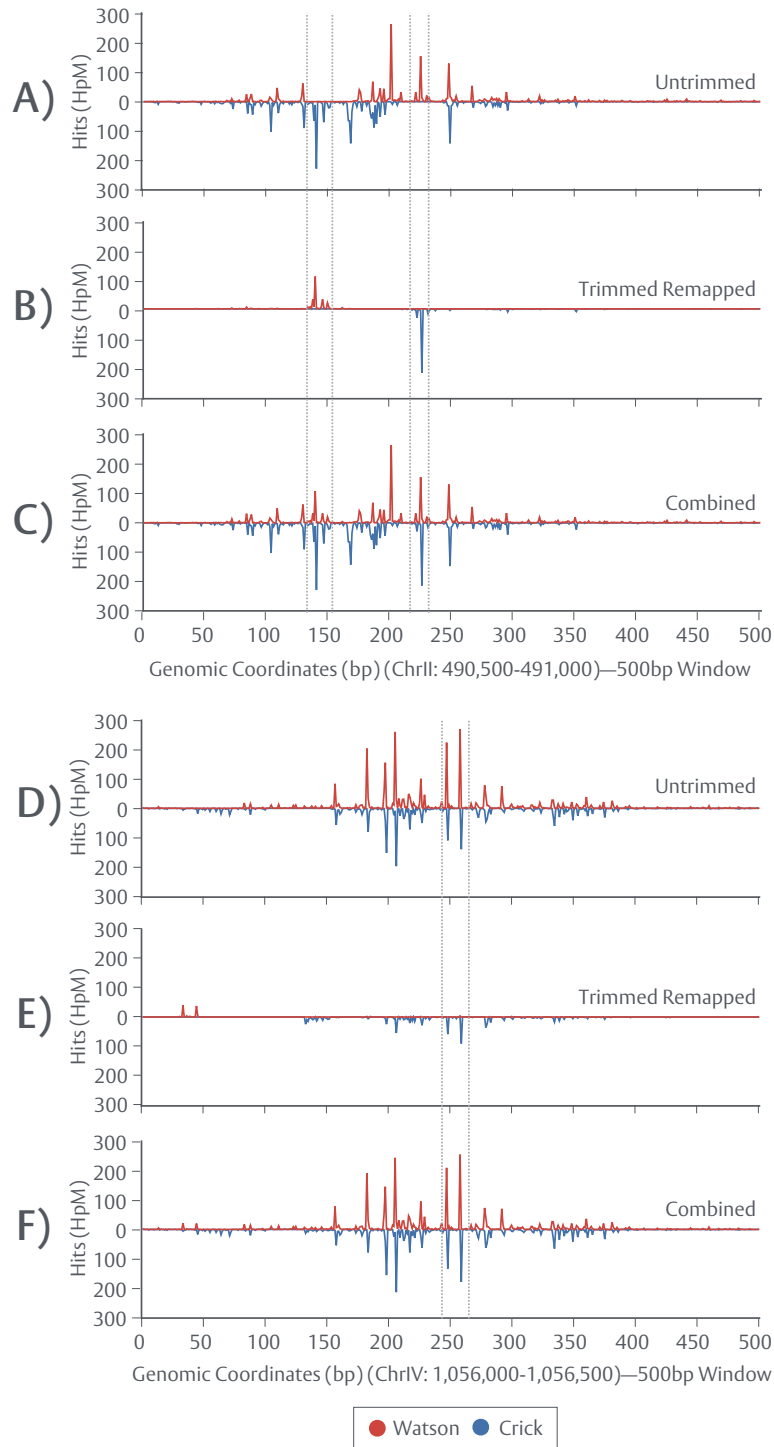 A)
Hits (HpM)
300
200
100
0
100
200
300
Untrimmed
B)
Hits (HpM)
300
200
100
0
100
200
300
Trimmed Remapped
C)
Hits (HpM)
300
200
100
0
100
200
300
Combined
0 50 100 150 200 250 300 350 400 450 500
Genomic Coordinates (bp) (ChrII: 490,500-491,000)—500bp Window
D)
Hits (HpM)
300
200
100
0
100
200
300
Untrimmed
E)
Hits (HpM)
300
200
100
0
100
200
300
Trimmed Remapped
F)
Hits (HpM)
300
200
100
0
100
200
300
Combined
0 50 100 150 200 250 300 350 400 450 500
Genomic Coordinates (bp) (ChrIV: 1,056,000-1,056,500)—500bp Window
Watson Crick